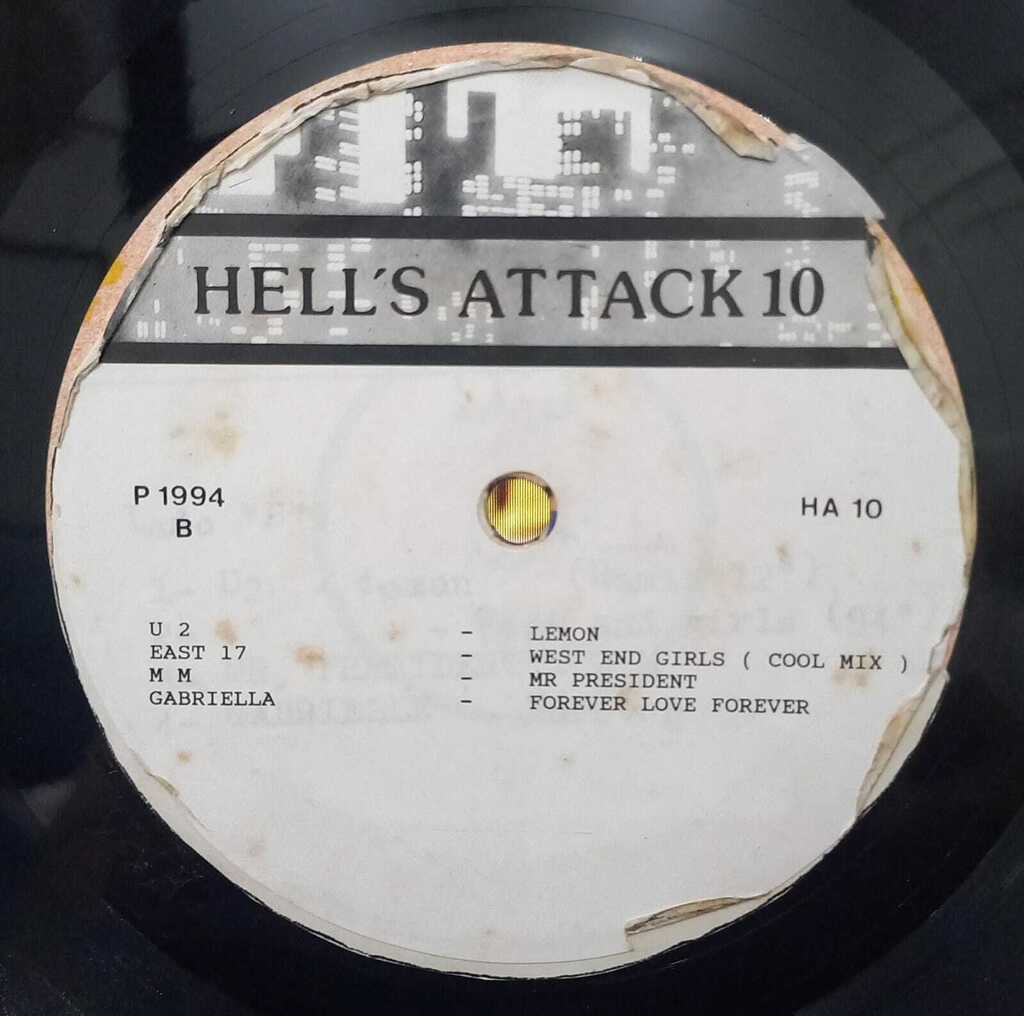 HELL'S ATTACK 10
P 1994
B
HA 10
U 2 - LEMON
EAST 17 - WEST END GIRLS ( COOL MIX )
M M - MR PRESIDENT
GABRIELLA - FOREVER LOVE FOREVER